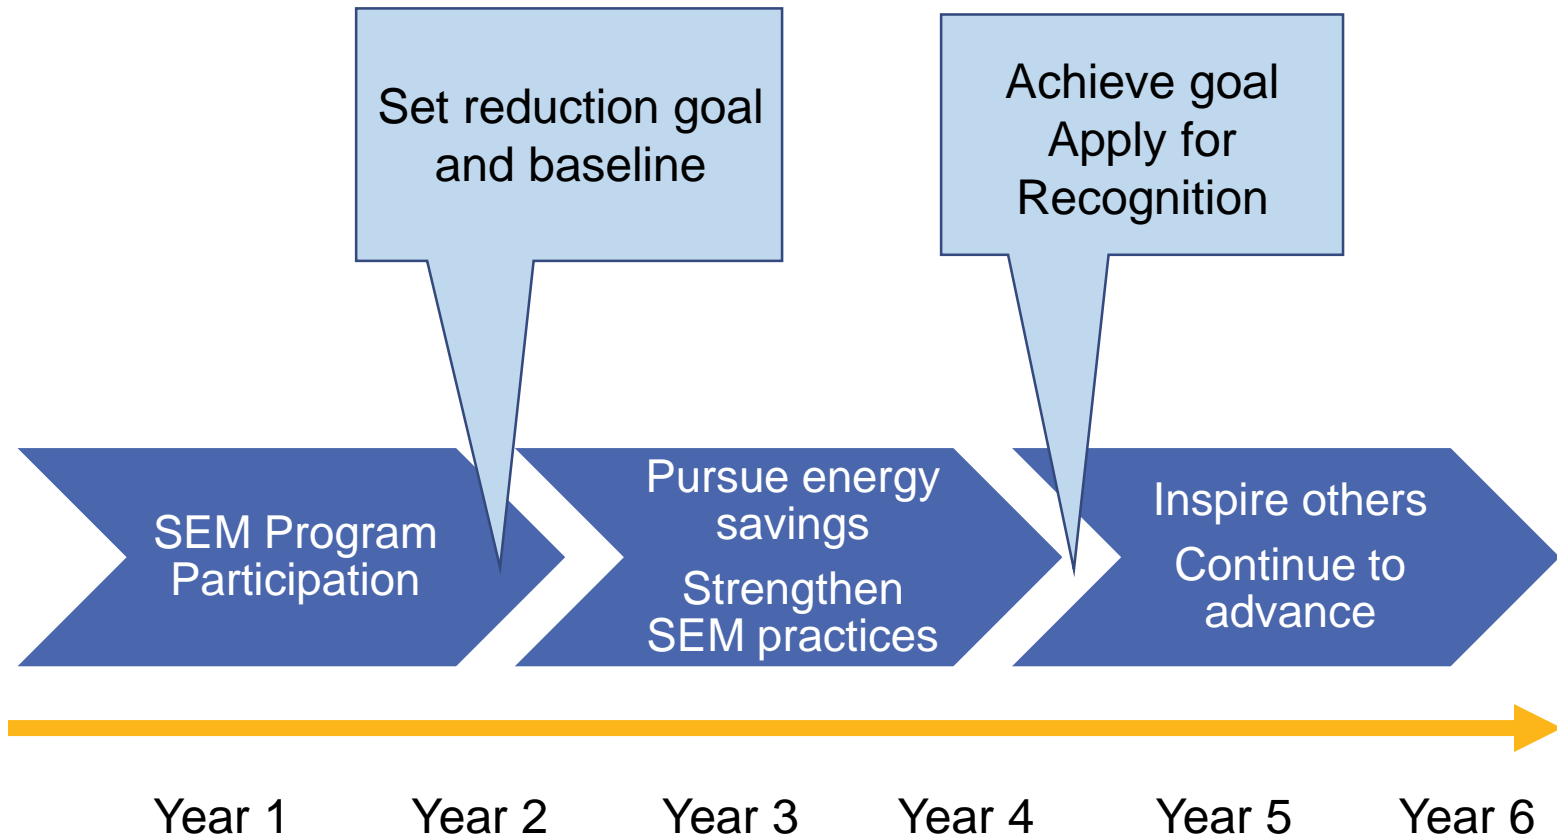 Set reduction goal
and baseline
Achieve goal
Apply for
Recognition
SEM Program
Participation
Pursue energy
savings
Strengthen
SEM practices
Inspire others
Continue to
advance
Year 1 Year 2 Year 3 Year 4 Year 5 Year 6